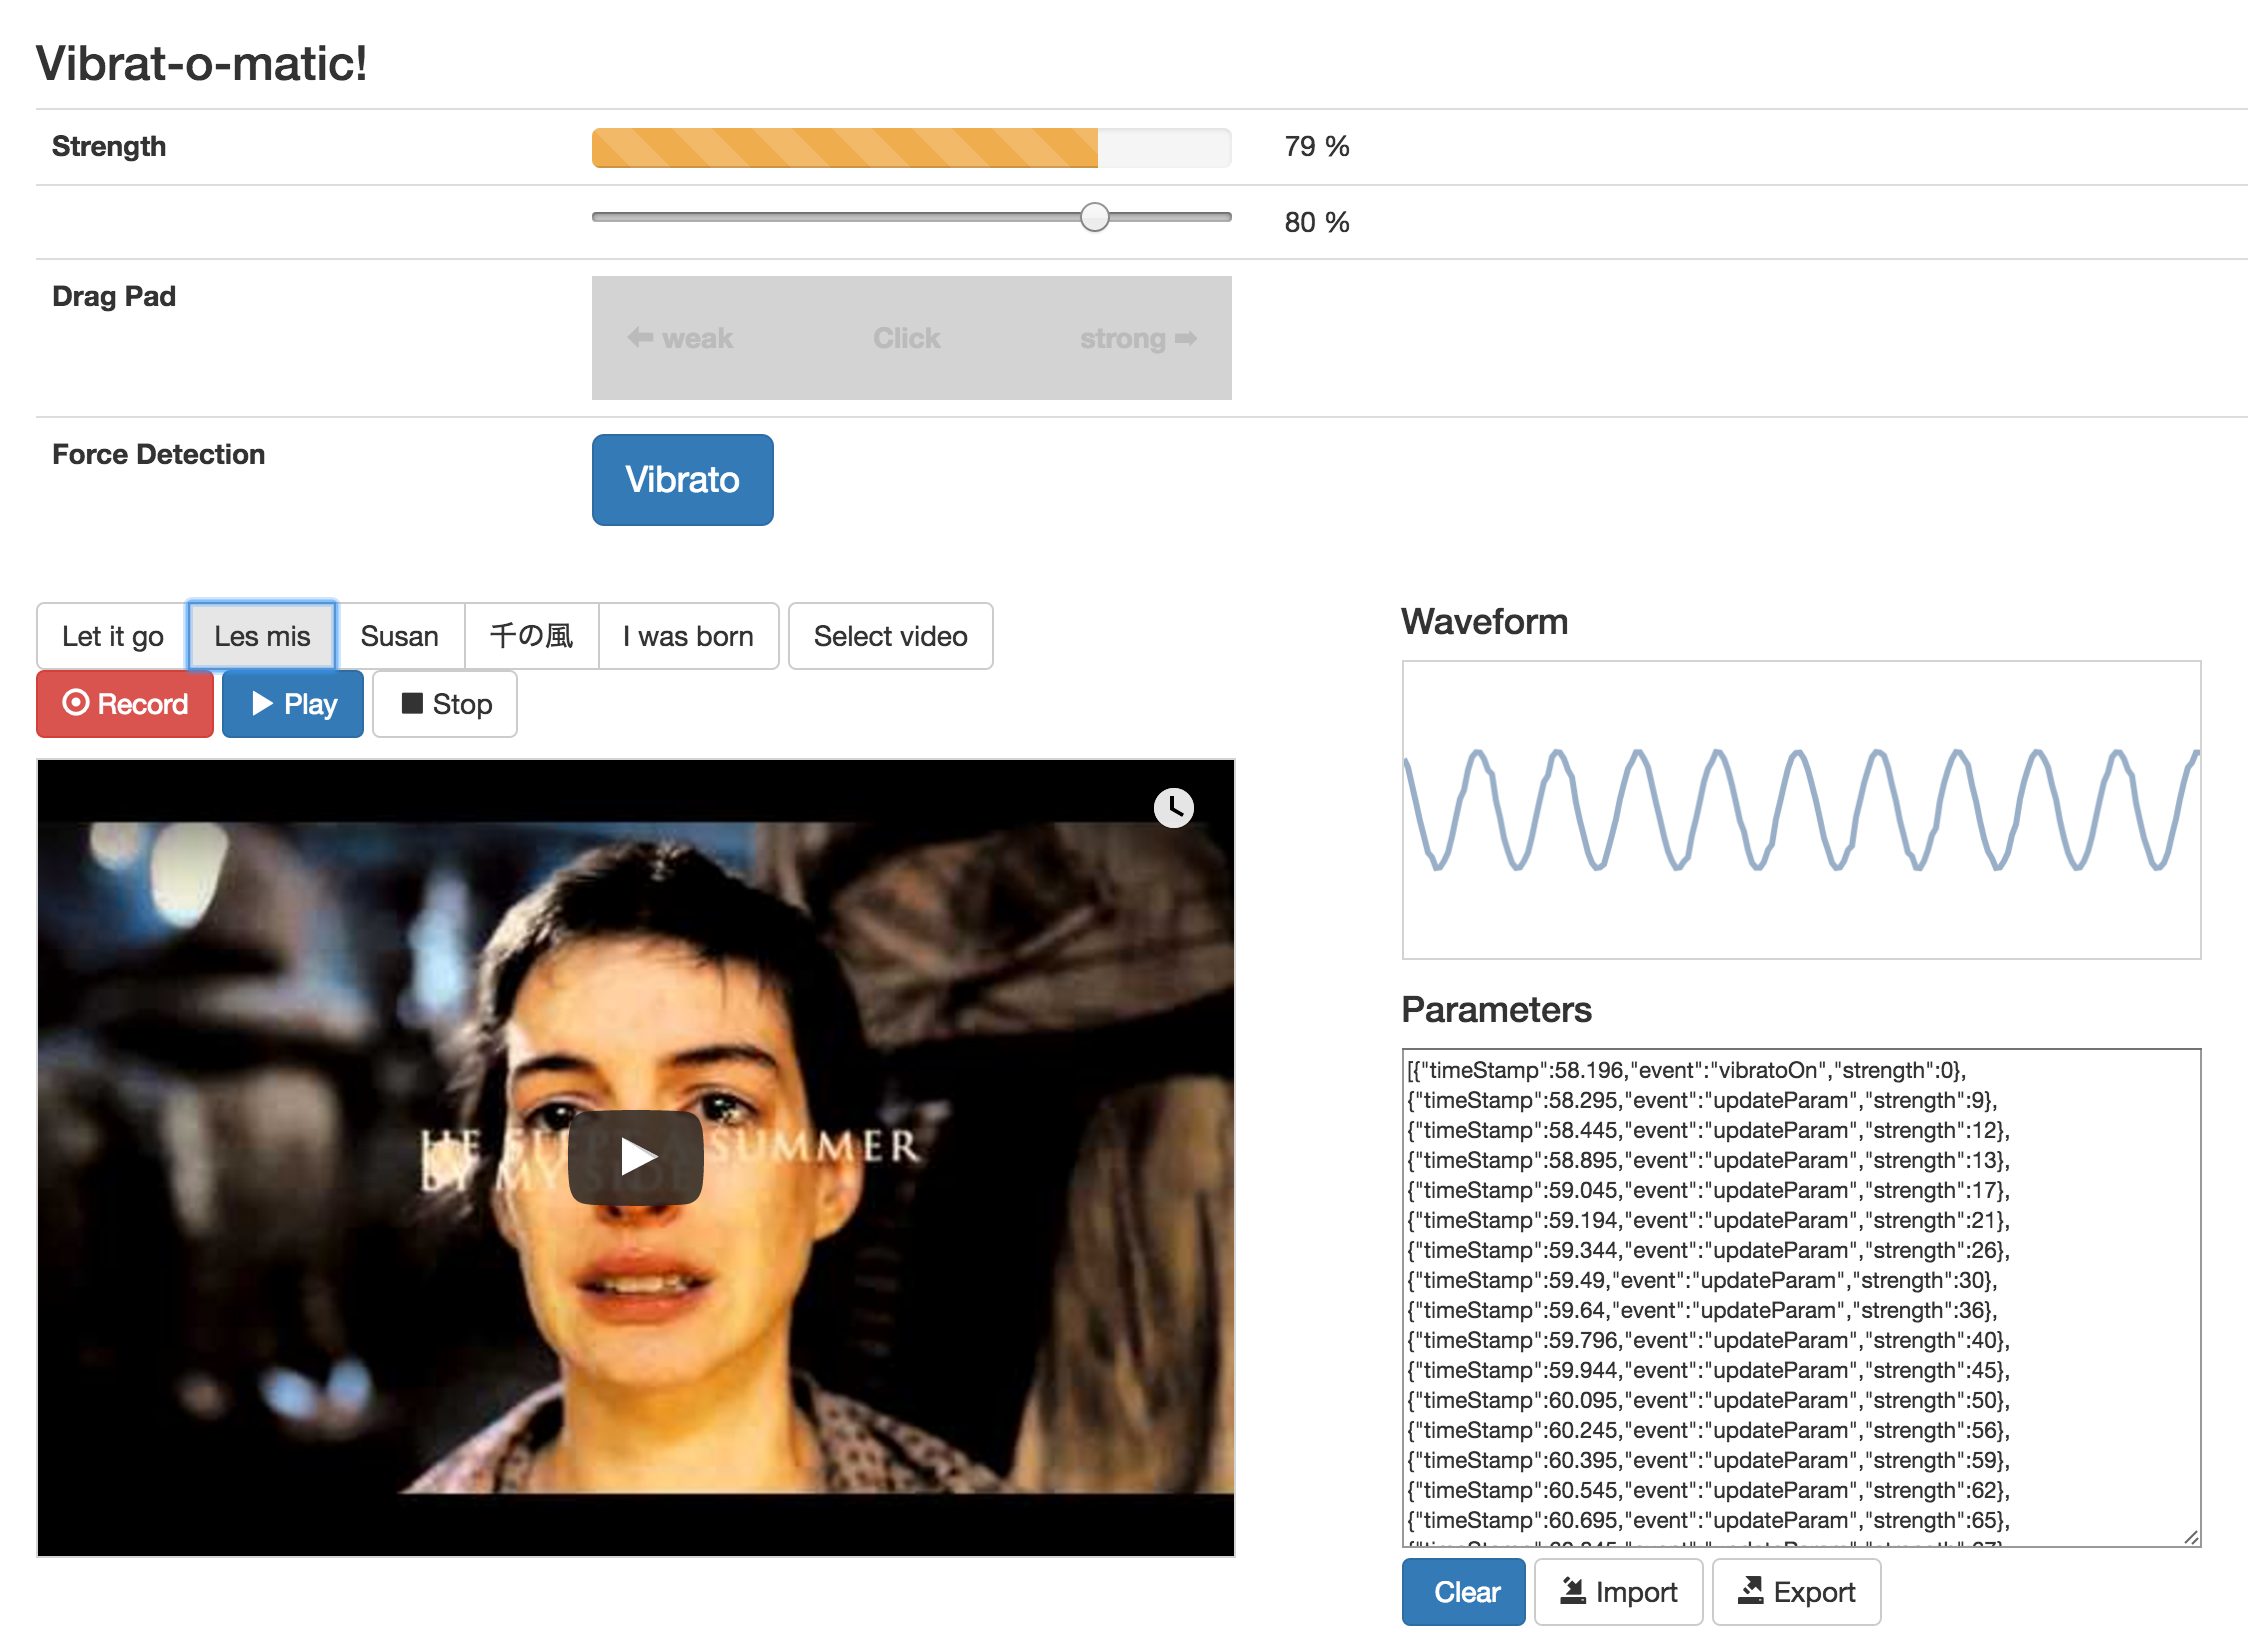 Vibrat-o-matic!
Strength
79 %
80 %
Drag Pad
weak Click strong
Force Detection
Vibrato
Let it go Les mis Susan 千の風 I was born Select video
Record Play Stop
HE SLEPT A SUMMER
BY MY SIDE
Waveform
Parameters
[{"timeStamp":58.196,"event":"vibratoOn","strength":0},
{"timeStamp":58.295,"event":"updateParam","strength":9},
{"timeStamp":58.445,"event":"updateParam","strength":12},
{"timeStamp":58.895,"event":"updateParam","strength":13},
{"timeStamp":59.045,"event":"updateParam","strength":17},
{"timeStamp":59.194,"event":"updateParam","strength":21},
{"timeStamp":59.344,"event":"updateParam","strength":26},
{"timeStamp":59.49,"event":"updateParam","strength":30},
{"timeStamp":59.64,"event":"updateParam","strength":36},
{"timeStamp":59.796,"event":"updateParam","strength":40},
{"timeStamp":59.944,"event":"updateParam","strength":45},
{"timeStamp":60.095,"event":"updateParam","strength":50},
{"timeStamp":60.245,"event":"updateParam","strength":56},
{"timeStamp":60.395,"event":"updateParam","strength":59},
{"timeStamp":60.545,"event":"updateParam","strength":62},
{"timeStamp":60.695,"event":"updateParam","strength":65},
Clear Import Export